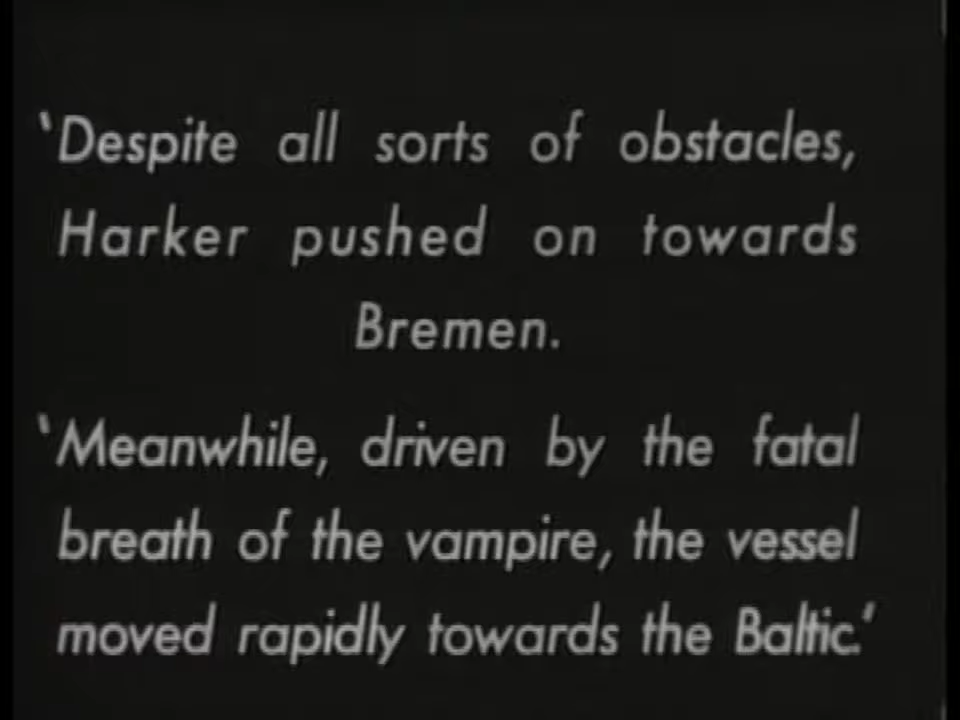 ‘Despite all sorts of obstacles,
Harker pushed on towards
Bremen.
‘Meanwhile, driven by the fatal
breath of the vampire, the vessel
moved rapidly towards the Baltic.’